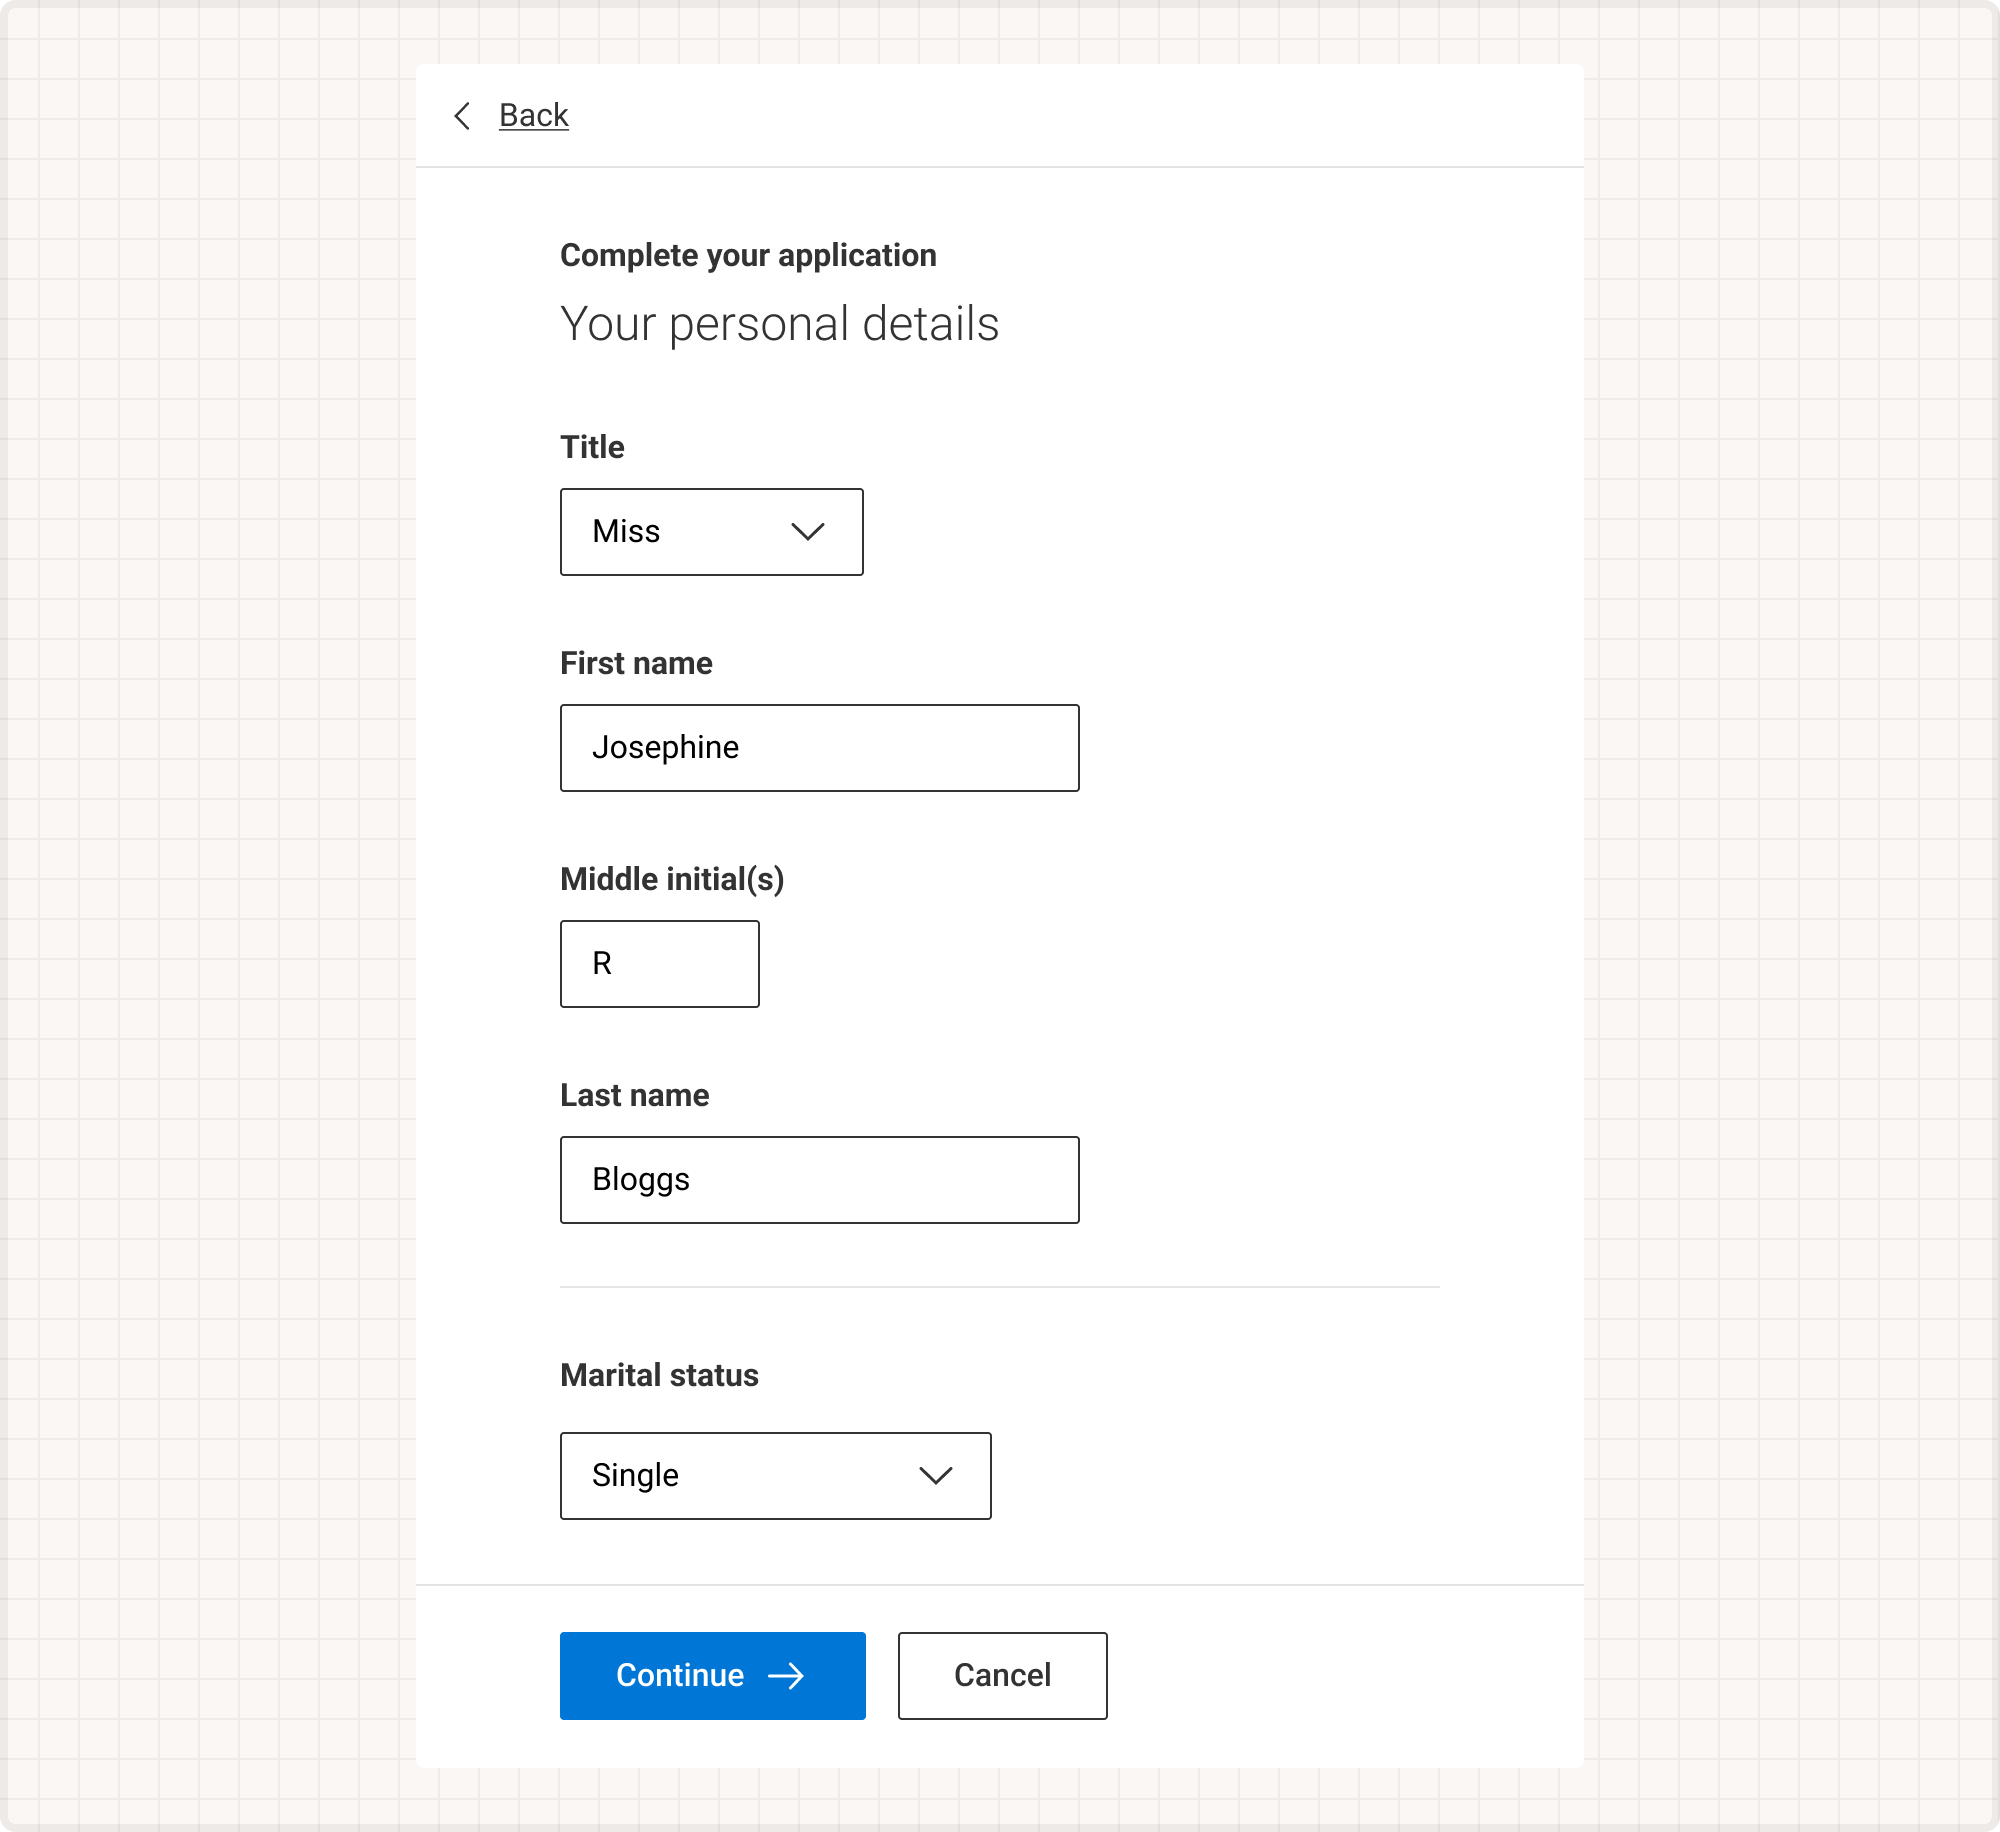 Back
Complete your application
Your personal details
Title
Miss
First name
Josephine
Middle initial(s)
R
Last name
Bloggs
Marital status
Single
Continue
Cancel